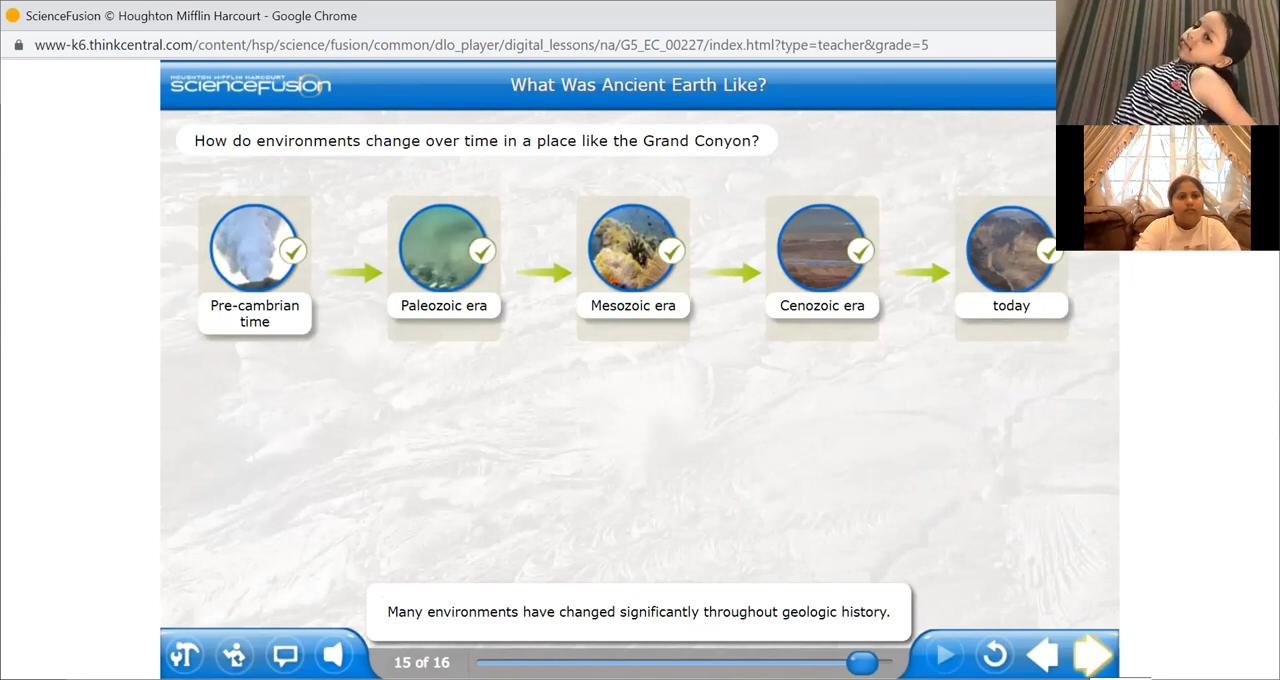 ScienceFusion © Houghton Mifflin Harcourt - Google Chrome
www-k6.thinkcentral.com/content/hsp/science/fusion/common/dlo_player/digital_lessons/na/G5_EC_00227/index.html?type=teacher&grade=5
HOUGHTON MIFFLIN HARCOURT
scienceFusion
What Was Ancient Earth Like?
How do environments change over time in a place like the Grand Conyon?
Pre-cambrian
time
Paleozoic era
Mesozoic era
Cenozoic era
today
Many environments have changed significantly throughout geologic history.
15 of 16